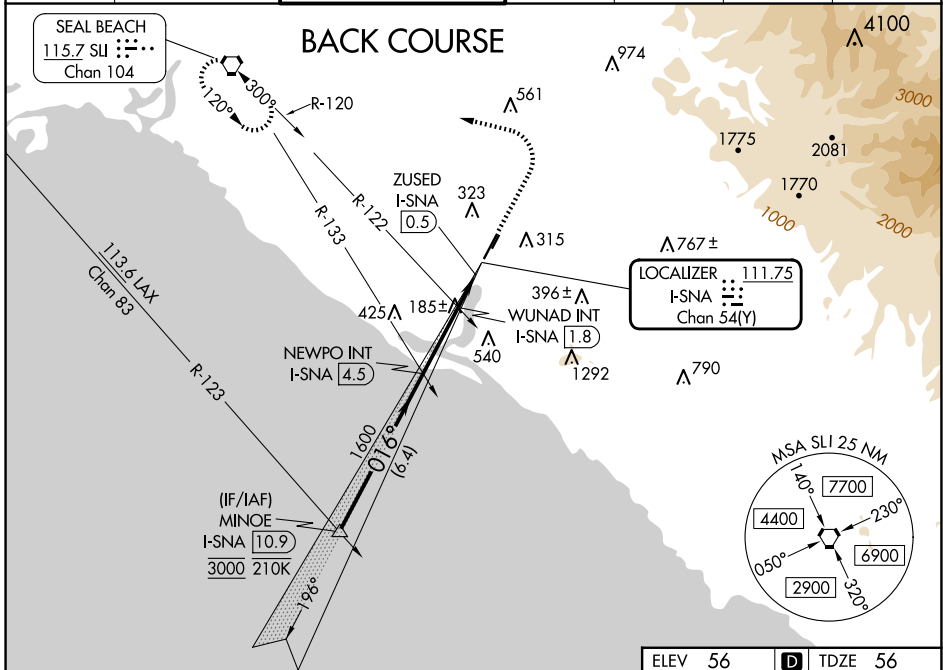 SEAL BEACH
115.7 SLI
Chan 104
BACK COURSE
4100
974
3000
561
300°
R-120
120°
1775
2081
ZUSED
I-SNA
0.5
323
1770
R-122
1000
2000
R-133
315
767 ±
113.6 LAX
Chan 83
LOCALIZER 111.75
I-SNA
Chan 54(Y)
396 ±
425
185 ±
WUNAD INT
I-SNA 1.8
540
NEWPO INT
I-SNA 4.5
1292
790
R-123
1600
016°
(6.4)
MSA SLI 25 NM
140°
7700
230°
4400
050°
6900
2900
320°
(IF/IAF)
MINOE
I-SNA 10.9
3000 210K
196°
ELEV 56
D
TDZE 56